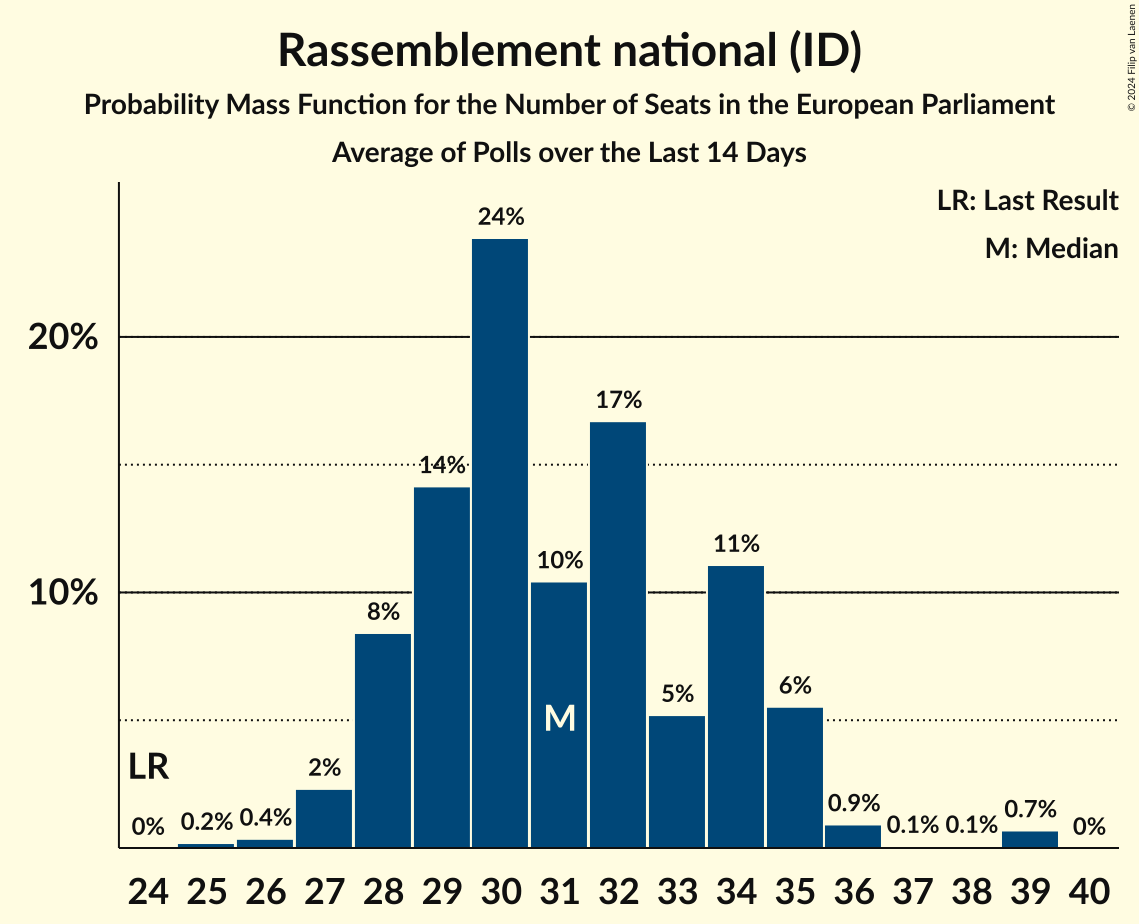 Rassemblement national (ID)
Probability Mass Function for the Number of Seats in the European Parliament
Average of Polls over the Last 14 Days
© 2024 Filip van Laenen
LR: Last Result
M: Median
20%
10%
LR
M
0%
0.2%
0.4%
2%
8%
14%
24%
10%
17%
5%
11%
6%
0.9%
0.1%
0.1%
0.7%
0%
24 25 26 27 28 29 30 31 32 33 34 35 36 37 38 39 40